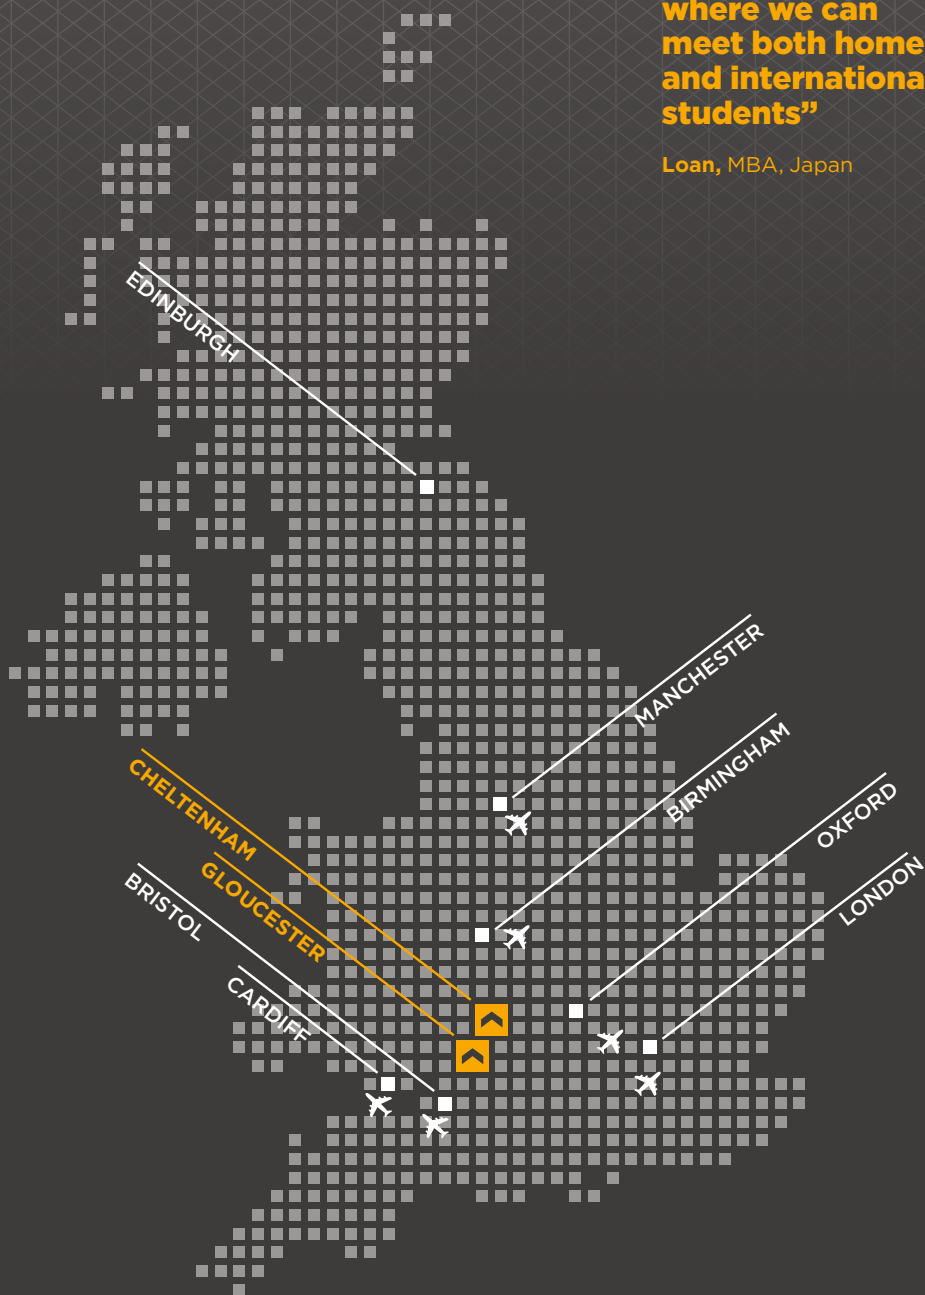 where we can
meet both home
and internationa
students”
Loan, MBA, Japan
EDINBURGH
MANCHESTER
BIRMINGHAM
OXFORD
LONDON
CHELTENHAM
GLOUCESTER
BRISTOL
CARDIFF